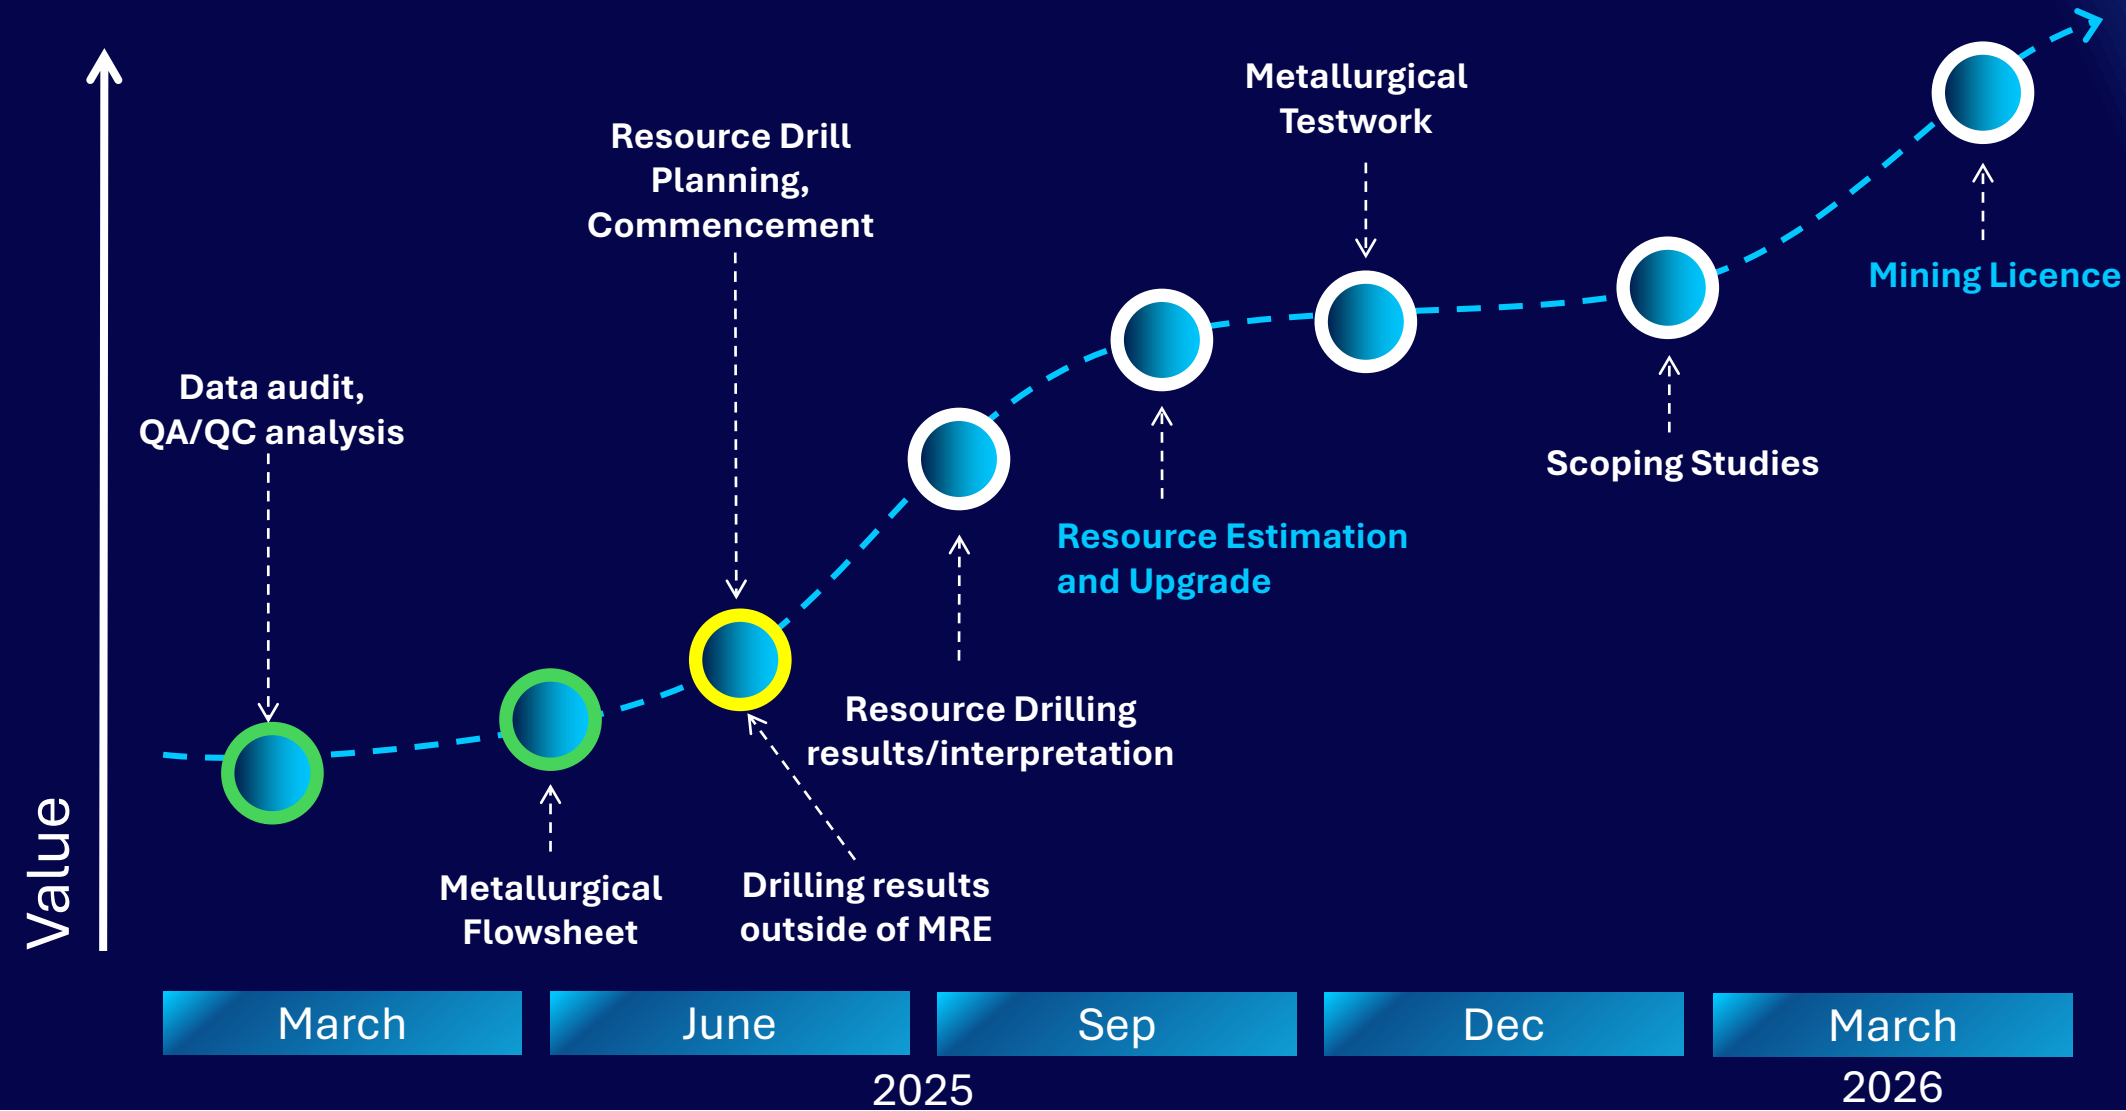 Metallurgical
Testwork
Resource Drill
Planning,
Commencement
Mining Licence
Data audit,
QA/QC analysis
Scoping Studies
Resource Estimation
and Upgrade
Resource Drilling
results/interpretation
Value
Metallurgical
Flowsheet
Drilling results
outside of MRE
March
June
Sep
Dec
March
2025
2026